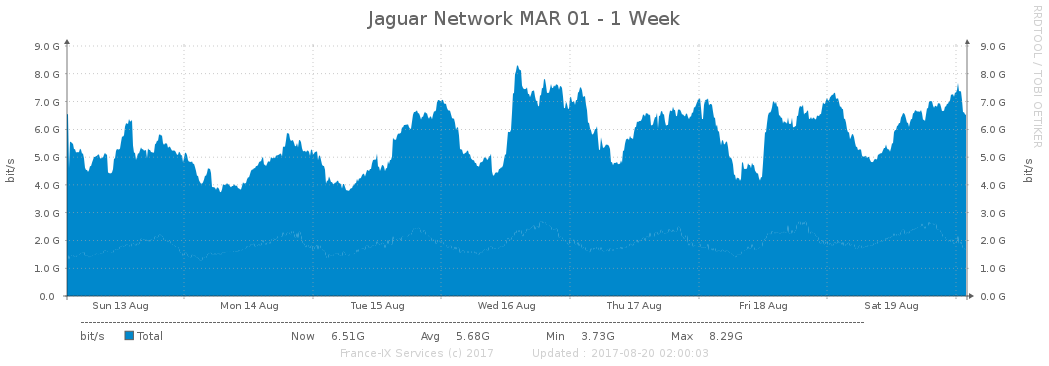 Jaguar Network MAR 01 - 1 Week
RRDTOOL / TOBI OETIKER
9.0 G 9.0 G
8.0 G 8.0 G
7.0 G 7.0 G
6.0 G 6.0 G
5.0 G 5.0 G
4.0 G 4.0 G
3.0 G 3.0 G
2.0 G 2.0 G
1.0 G 1.0 G
0.0 0.0 G
bit/s bit/s
Sun 13 Aug Mon 14 Aug Tue 15 Aug Wed 16 Aug Thu 17 Aug Fri 18 Aug Sat 19 Aug
bit/s Total Now 6.51G Avg 5.68G Min 3.73G Max 8.29G
France-IX Services (c) 2017 Updated : 2017-08-20 02:00:03